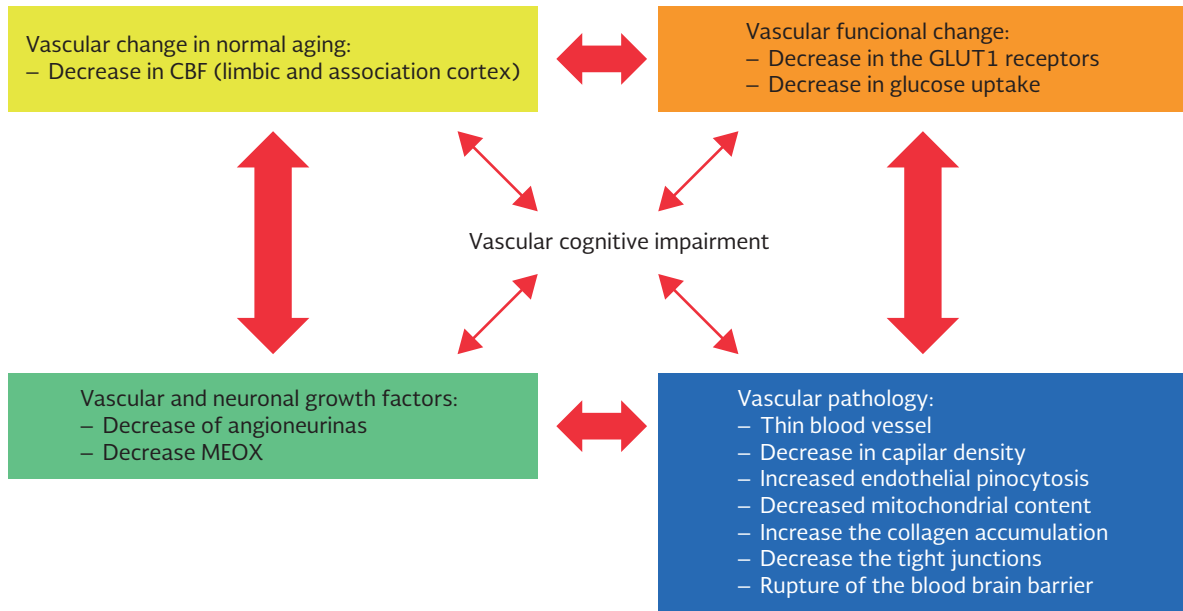 Vascular change in normal aging:
– Decrease in CBF (limbic and association cortex)
Vascular funcional change:
– Decrease in the GLUT1 receptors
– Decrease in glucose uptake
Vascular cognitive impairment
Vascular and neuronal growth factors:
– Decrease of angioneurinas
– Decrease MEOX
Vascular pathology:
– Thin blood vessel
– Decrease in capilar density
– Increased endothelial pinocytosis
– Decreased mitochondrial content
– Increase the collagen accumulation
– Decrease the tight junctions
– Rupture of the blood brain barrier